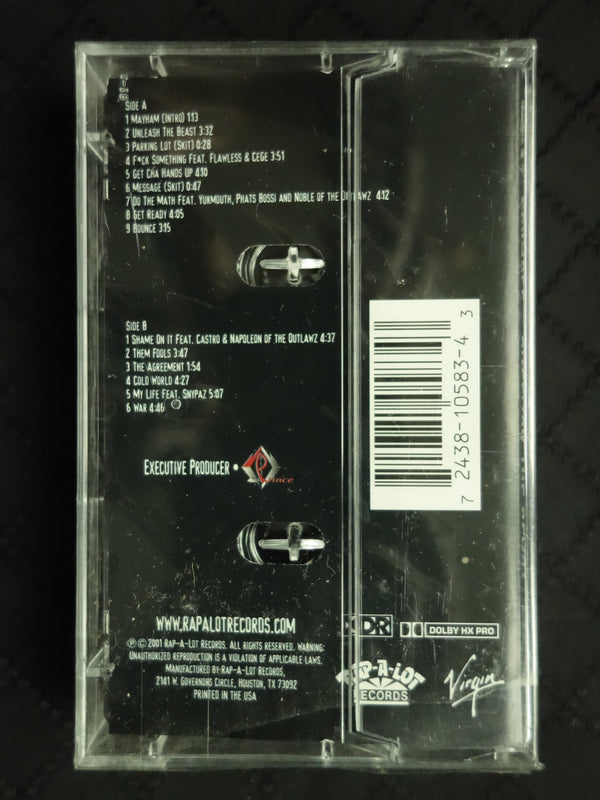 SIDE A
1 MAYHAM (INTRO) 1:13
2 UNLEASH THE BEAST 3:32
3 PARKING LOT (SKIT) 0:28
4 F*CK SOMETHING FEAT. FLAWLESS & CEGE 3:51
5 GET CHA HANDS UP 4:10
6 MESSAGE (SKIT) 0:47
7 DO THE MATH FEAT. YUKMOUTH, PHATS BOSSI AND NOBLE OF THE OUTLAWZ 4:12
8 GET READY 4:05
9 BOUNCE 3:15
SIDE B
1 SHAME ON IT FEAT. CASTRO & NAPOLEON OF THE OUTLAWZ 4:37
2 THEM FOOLS 3:47
3 THE AGREEMENT 1:54
4 COLD WORLD 4:27
5 MY LIFE FEAT. SNYPAZ 5:07
6 WAR 4:46
EXECUTIVE PRODUCER •
WWW.RAPALOTRECORDS.COM
℗ © 2001 RAP-A-LOT RECORDS. ALL RIGHTS RESERVED. WARNING:
UNAUTHORIZED REPRODUCTION IS A VIOLATION OF APPLICABLE LAWS.
MANUFACTURED BY RAP-A-LOT RECORDS,
2141 W. GOVERNORS CIRCLE, HOUSTON, TX 73092
PRINTED IN THE USA
7 2438-10583-4 3
XDR
DOLBY HX PRO
RAP-A-LOT
RECORDS
Virgin